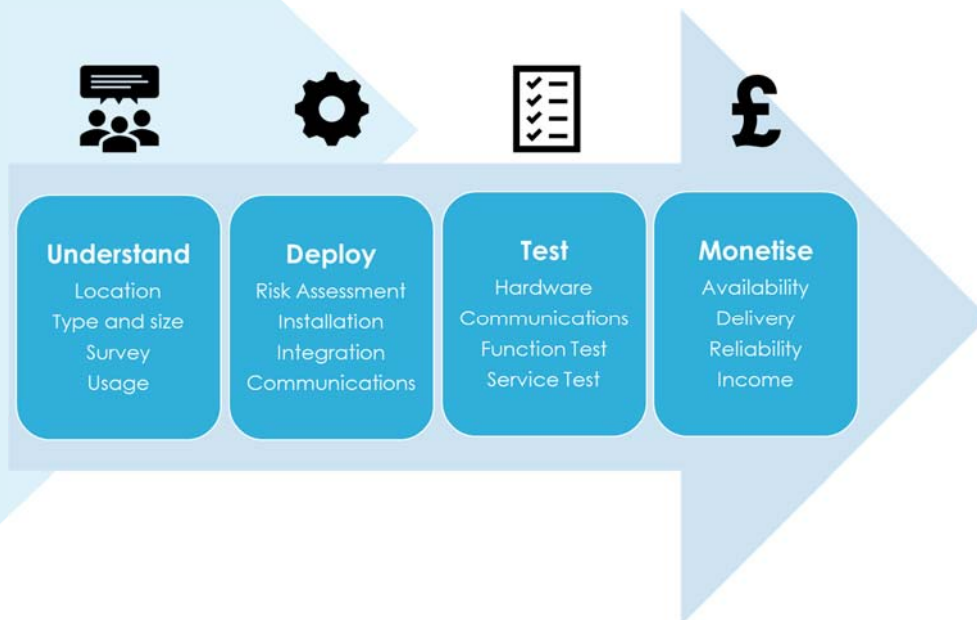 Understand
Location
Type and size
Survey
Usage
Deploy
Risk Assessment
Installation
Integration
Communications
Test
Hardware
Communications
Function Test
Service Test
£
Monetise
Availability
Delivery
Reliability
Income